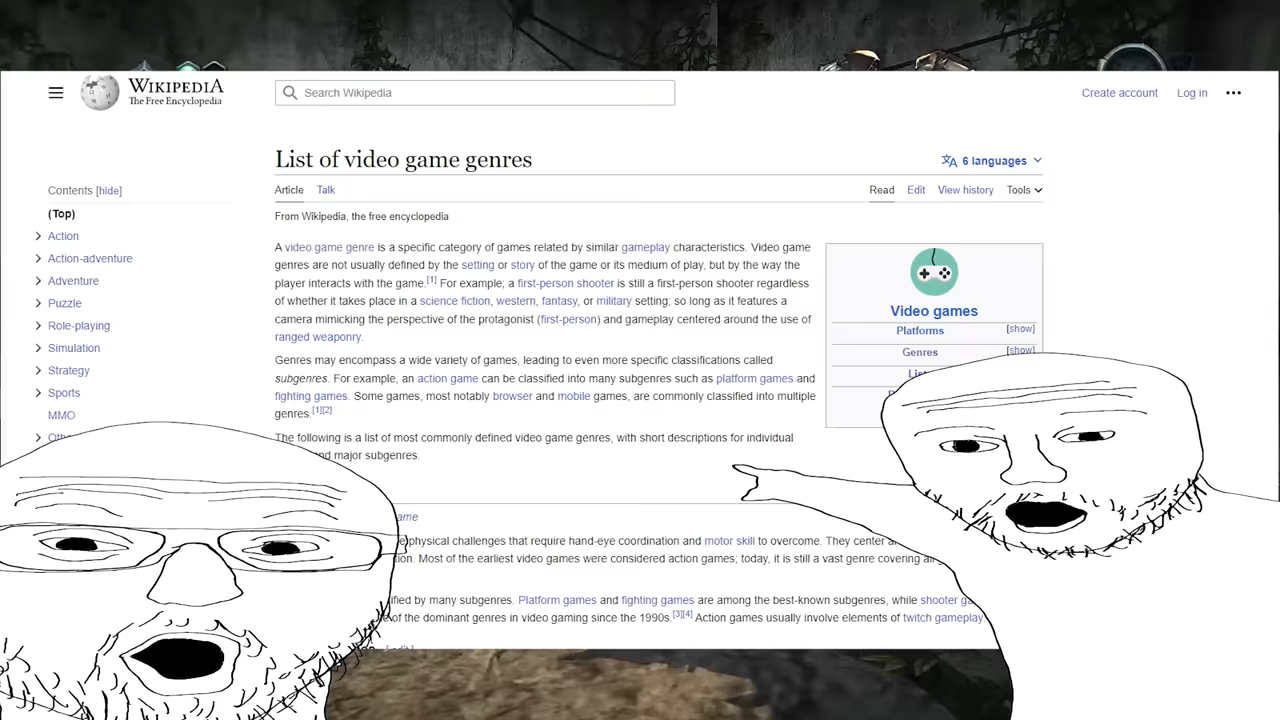 WIKIPEDIA
The Free Encyclopedia
Search Wikipedia
Create account Log in
List of video game genres
6 languages
Contents [hide]
Article Talk
Read Edit View history Tools
(Top)
Action
Action-adventure
Adventure
Puzzle
Role-playing
Simulation
Strategy
Sports
MMO
From Wikipedia, the free encyclopedia
A video game genre is a specific category of games related by similar gameplay characteristics. Video game
genres are not usually defined by the setting or story of the game or its medium of play, but by the way the
player interacts with the game.[1] For example; a first-person shooter is still a first-person shooter regardless
of whether it takes place in a science fiction, western, fantasy, or military setting; so long as it features a
camera mimicking the perspective of the protagonist (first-person) and gameplay centered around the use of
ranged weaponry.
Genres may encompass a wide variety of games, leading to even more specific classifications called
subgenres. For example, an action game can be classified into many subgenres such as platform games and
fighting games. Some games, most notably browser and mobile games, are commonly classified into multiple
genres.[1][2]
The following is a list of most commonly defined video game genres, with short descriptions for individual
and major subgenres.
Video games
Platforms [show]
Genres [show]
physical challenges that require hand-eye coordination and motor skill to overcome. They center
. Most of the earliest video games were considered action games; today, it is still a vast genre covering
by many subgenres. Platform games and fighting games are among the best-known subgenres, while shooter
of the dominant genres in video gaming since the 1990s.[3][4] Action games usually involve elements of twitch gameplay.